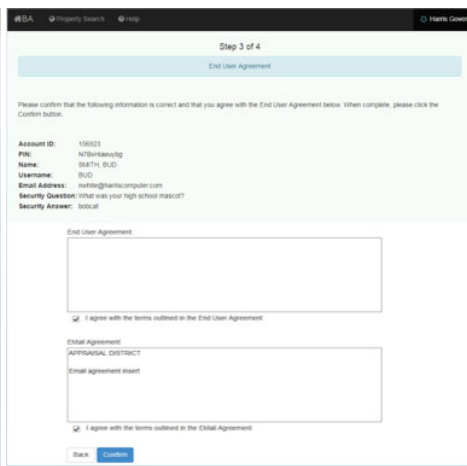 BA Property Search Help Harris Gover
Step 3 of 4
End User Agreement
Please confirm that the following information is correct and that you agree with the End User Agreement below. When complete, please click the
Confirm button.
Account ID: 156923
PIN:
Name: SMITH, BUD
Username: BUD
Email Address: nwhite@harriscomputer.com
Security Question: What was your high school mascot?
Security Answer: bobcat
End User Agreement:
I agree with the terms outlined in the End User Agreement
EMail Agreement:
APPRAISAL DISTRICT
Email agreement insert
I agree with the terms outlined in the EMail Agreement
Back Confirm